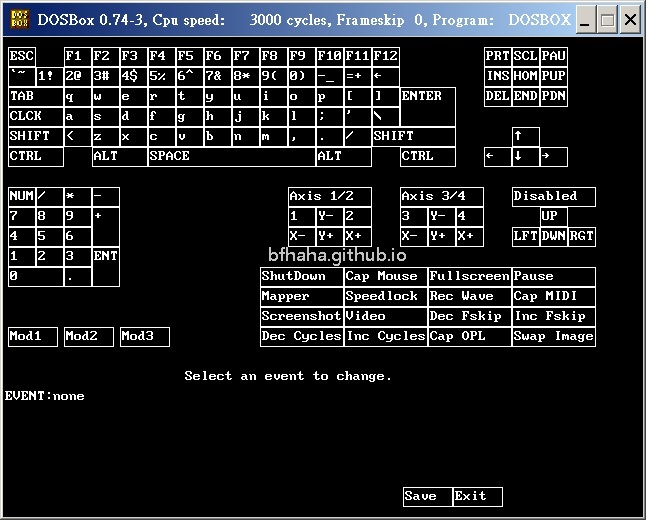 DOS BOX DOSBox 0.74-3, Cpu speed: 3000 cycles, Frameskip 0, Program: DOSBOX
ESC F1 F2 F3 F4 F5 F6 F7 F8 F9 F10 F11 F12 PRT SCL PAU
`~ 1! 2@ 3# 4$ 5% 6^ 7& 8* 9( 0) -_ =+ ← INS HOM PUP
TAB q w e r t y u i o p [ ] ENTER DEL END PDN
CLCK a s d f g h j k l ; ' \
SHIFT < z x c v b n m , . / SHIFT ↑
CTRL ALT SPACE ALT CTRL ← ↓ →
NUM / * - Axis 1/2 Axis 3/4 Disabled
7 8 9 + 1 Y- 2 3 Y- 4 UP
4 5 6 X- Y+ X+ X- Y+ X+ LFT DWN RGT
1 2 3 ENT
bfhaha.github.io
0 . ShutDown Cap Mouse Fullscreen Pause
Mapper Speedlock Rec Wave Cap MIDI
Screenshot Video Dec Fskip Inc Fskip
Mod1 Mod2 Mod3 Dec Cycles Inc Cycles Cap OPL Swap Image
Select an event to change.
EVENT:none
Save Exit